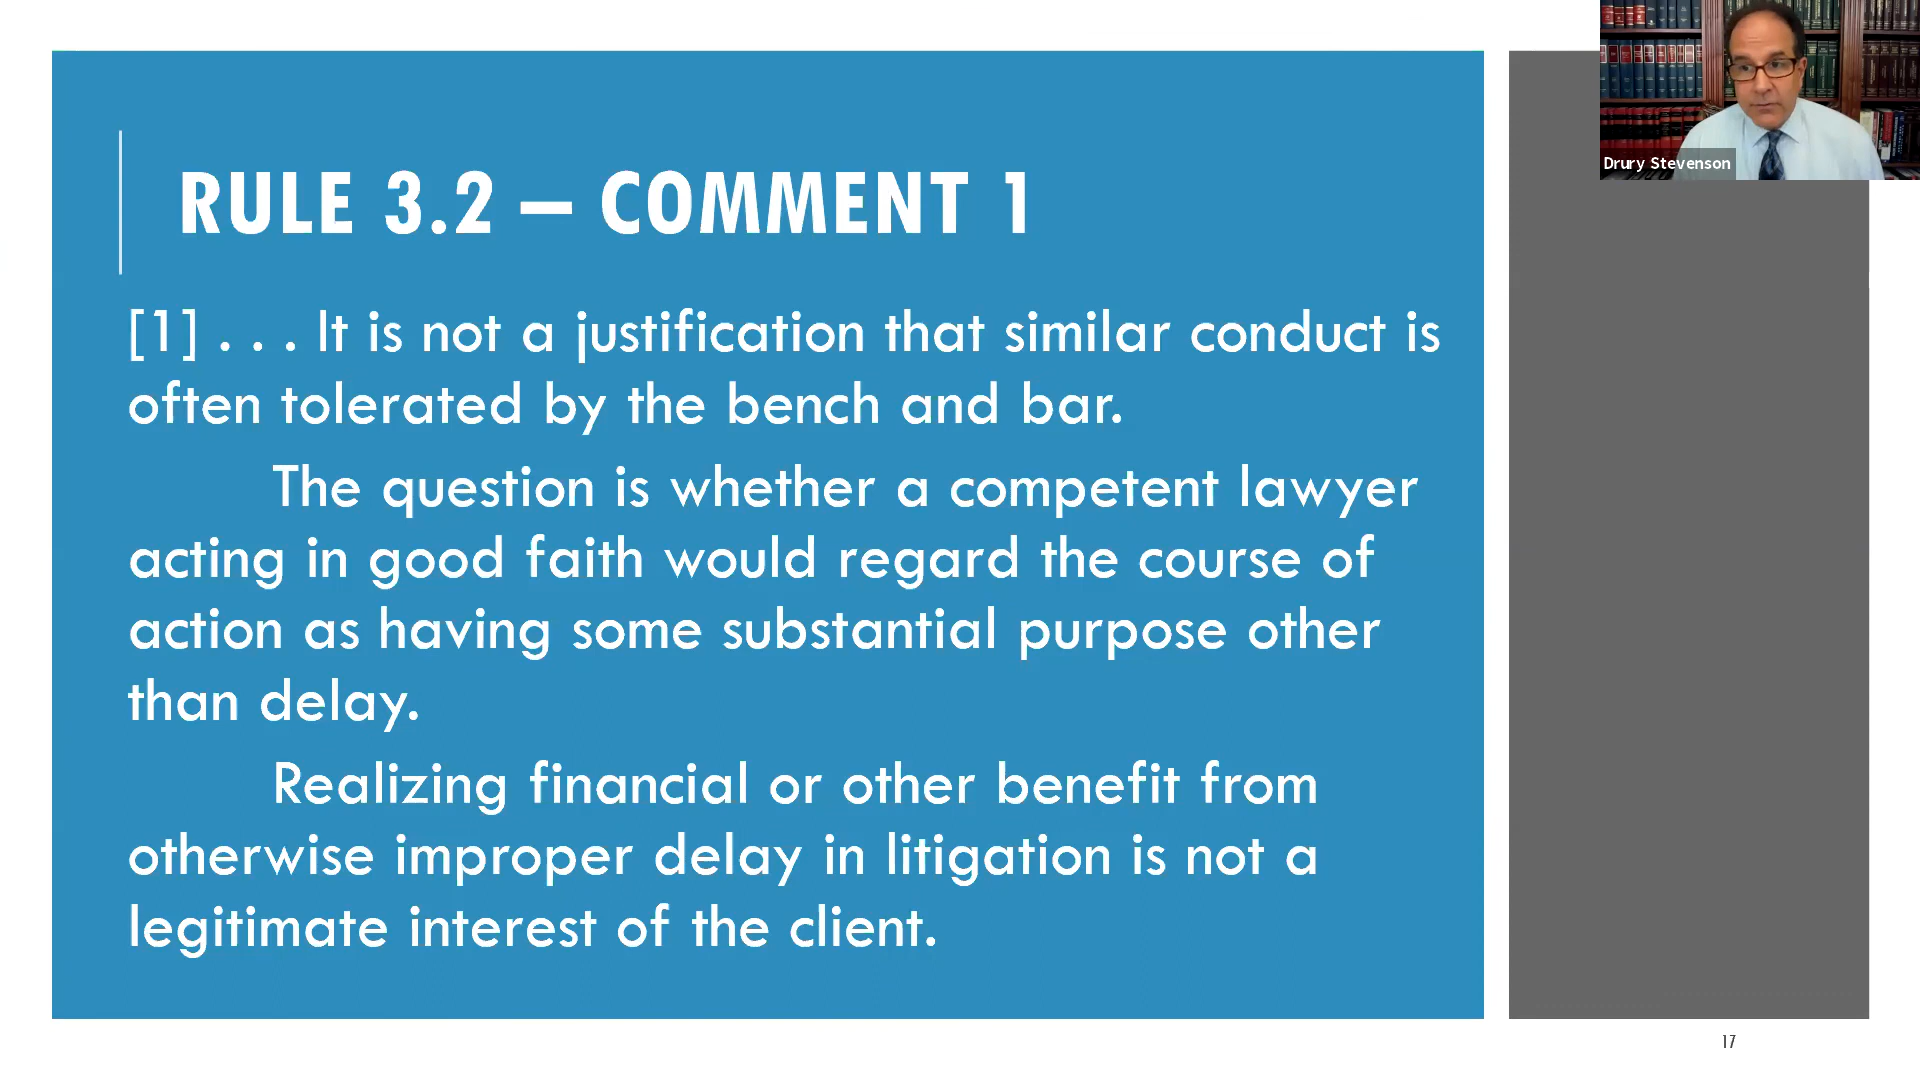 RULE 3.2 – COMMENT 1
[1] . . . It is not a justification that similar conduct is
often tolerated by the bench and bar.
The question is whether a competent lawyer
acting in good faith would regard the course of
action as having some substantial purpose other
than delay.
Realizing financial or other benefit from
otherwise improper delay in litigation is not a
legitimate interest of the client.
Drury Stevenson
17